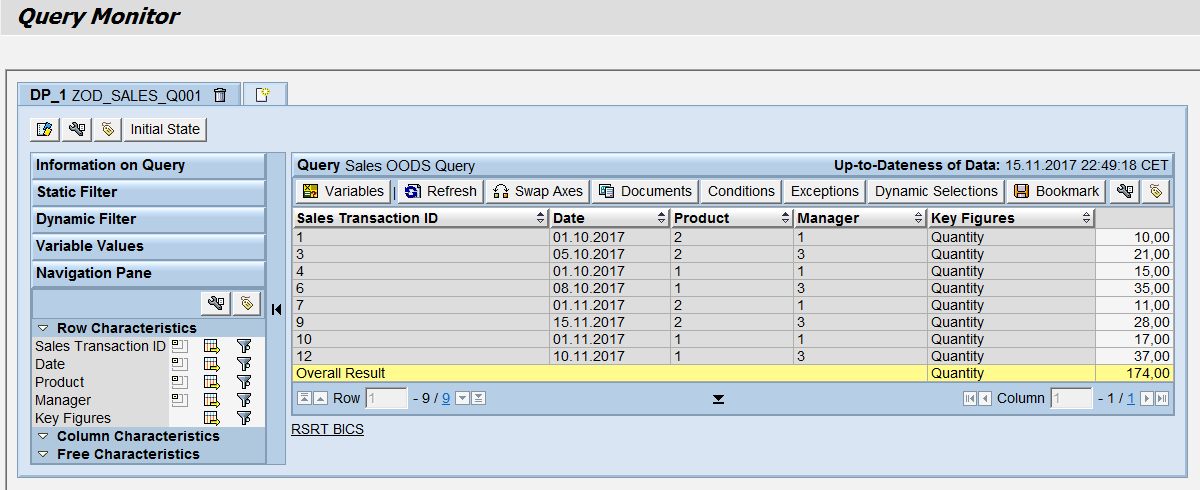 Query Monitor
DP_1 ZOD_SALES_Q001
Initial State
Information on Query
Static Filter
Dynamic Filter
Variable Values
Navigation Pane
Row Characteristics
Sales Transaction ID
Date
Product
Manager
Key Figures
Column Characteristics
Free Characteristics
Query Sales OODS Query Up-to-Dateness of Data: 15.11.2017 22:49:18 CET
Variables Refresh Swap Axes Documents Conditions Exceptions Dynamic Selections Bookmark
Sales Transaction ID Date Product Manager Key Figures
1 01.10.2017 2 1 Quantity 10,00
3 05.10.2017 2 3 Quantity 21,00
4 01.10.2017 1 1 Quantity 15,00
6 08.10.2017 1 3 Quantity 35,00
7 01.11.2017 2 1 Quantity 11,00
9 15.11.2017 2 3 Quantity 28,00
10 01.11.2017 1 1 Quantity 17,00
12 10.11.2017 1 3 Quantity 37,00
Overall Result Quantity 174,00
Row 1 - 9 / 9 Column 1 - 1 / 1
RSRT BICS